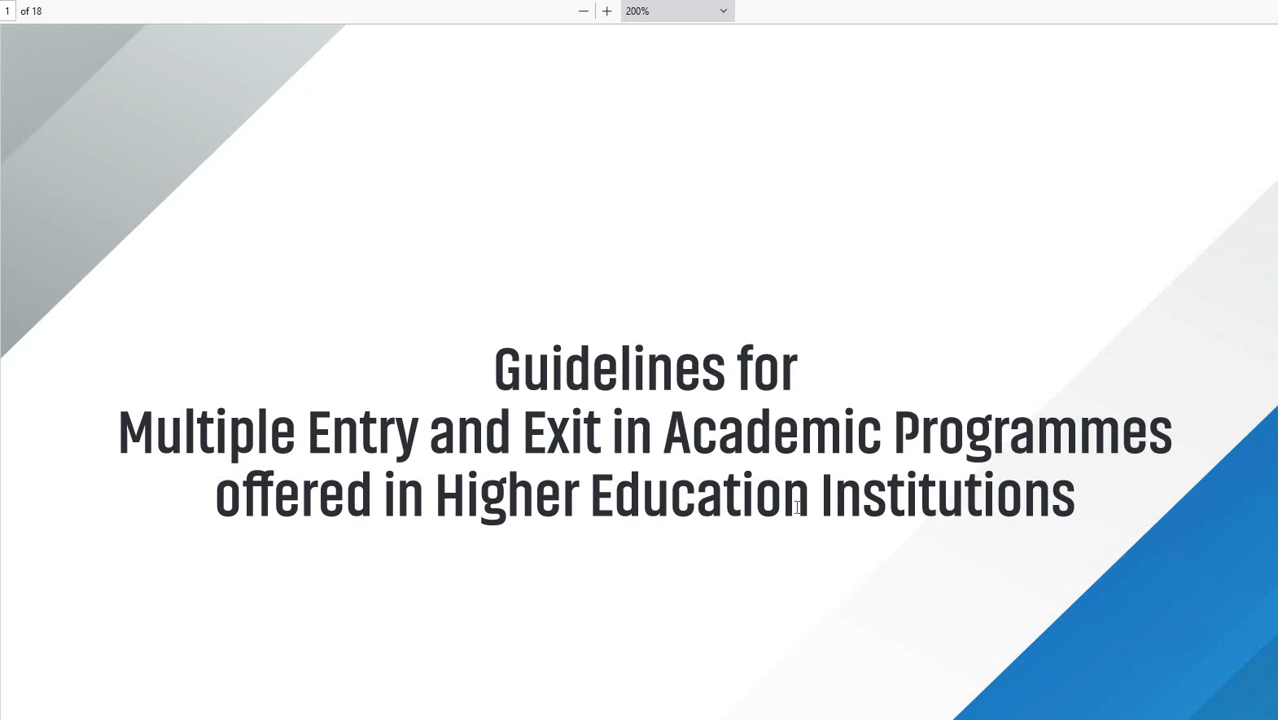 1 of 18
200%
Guidelines for
Multiple Entry and Exit in Academic Programmes
offered in Higher Education Institutions